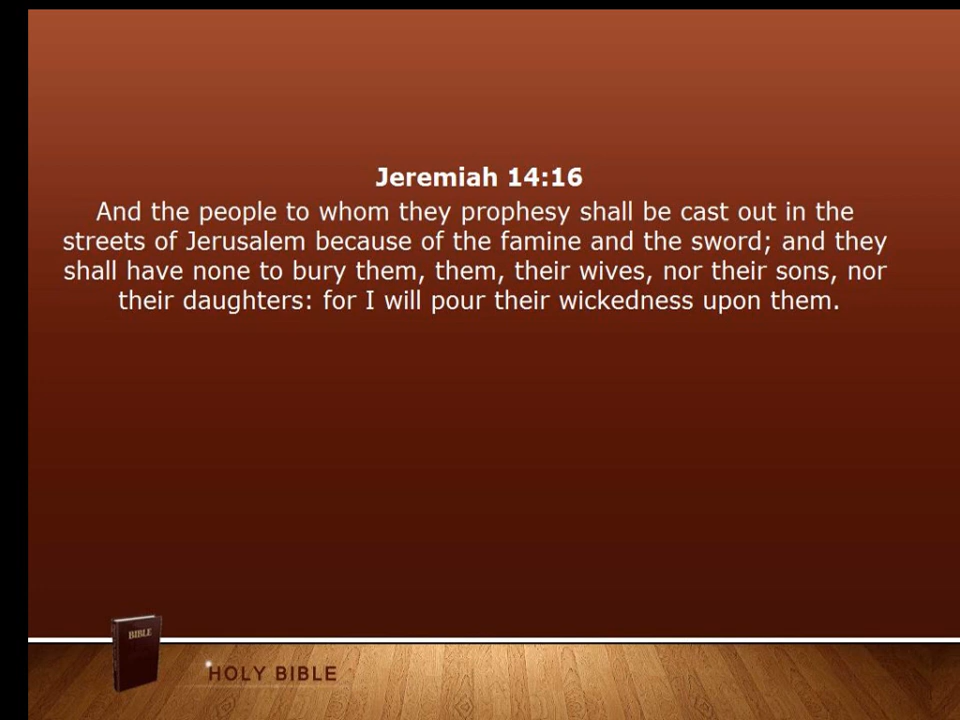 Jeremiah 14:16
And the people to whom they prophesy shall be cast out in the
streets of Jerusalem because of the famine and the sword; and they
shall have none to bury them, them, their wives, nor their sons, nor
their daughters: for I will pour their wickedness upon them.
BIBLE
HOLY BIBLE